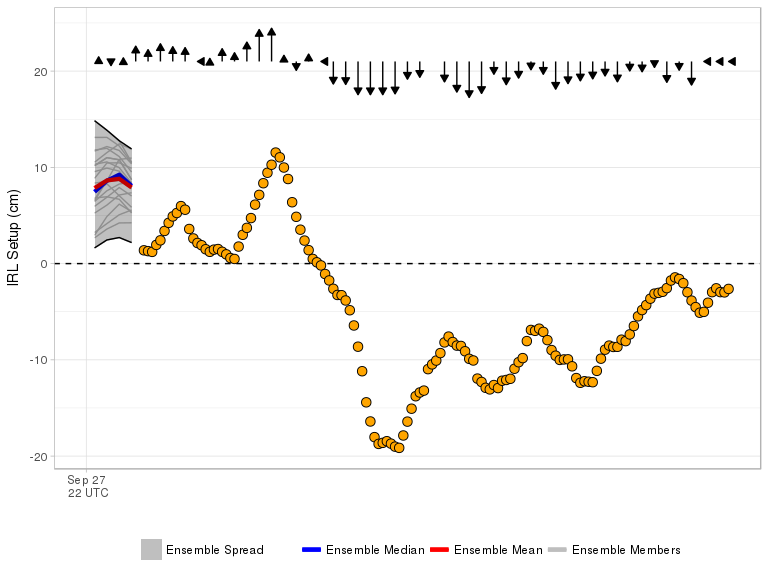 IRL Setup (cm)
20
10
0
-10
-20
Sep 27
22 UTC
Ensemble Spread
Ensemble Median
Ensemble Mean
Ensemble Members